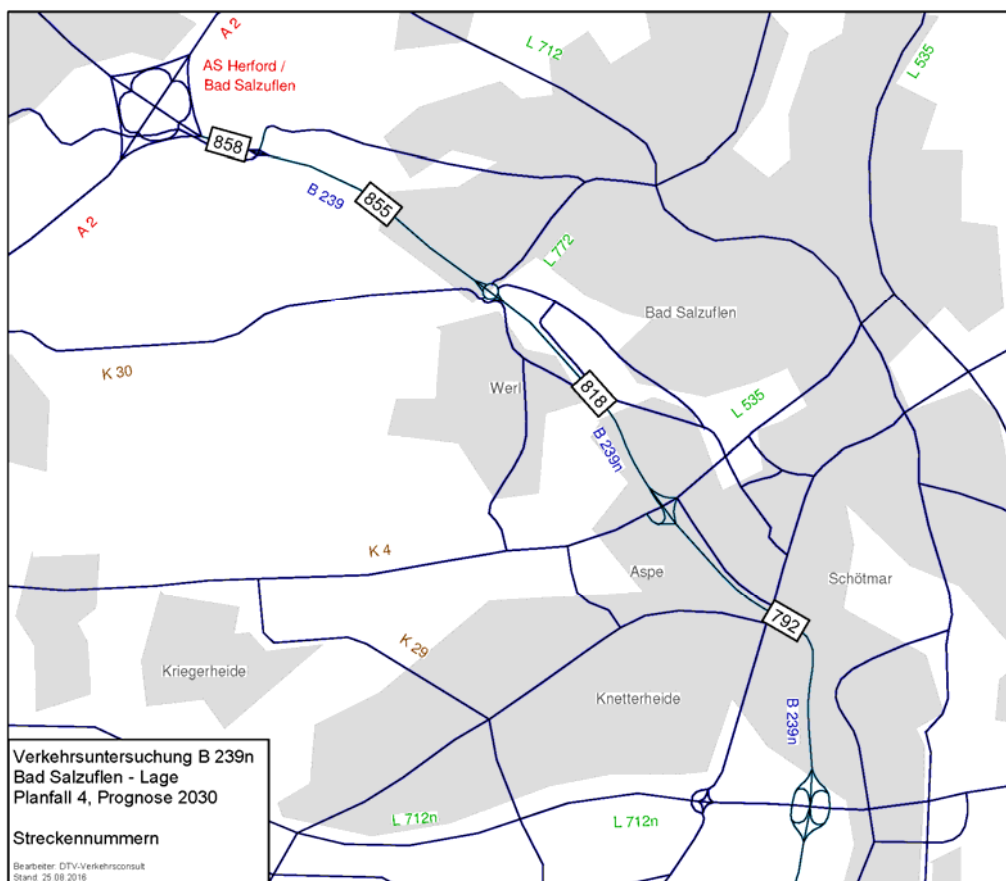 A 2
L 712
L 535
AS Herford /
Bad Salzuflen
858
B 239
855
A 2
L 772
Bad Salzuflen
K 30
Werl
818
L 535
B 239n
K 4
Aspe
Schötmar
792
K 29
Kriegerheide
Knetterheide
B 239n
L 712n
L 712n
Verkehrsuntersuchung B 239n
Bad Salzuflen - Lage
Planfall 4, Prognose 2030
Streckennummern
Bearbeiter: DTV-Verkehrsconsult
Stand: 25.08.2016